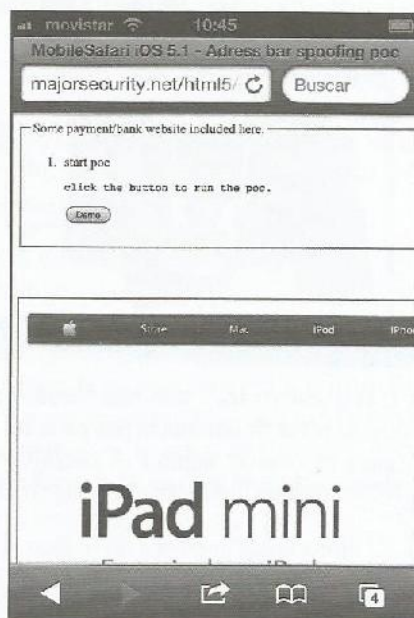 movistar 10:45
MobileSafari iOS 5.1 - Adress bar spoofing poc
majorsecurity.net/html5/ Buscar
Some payment/bank website included here.
1. start poc
click the button to run the poc.
Demo
Store Mac iPod iPho
iPad mini
4